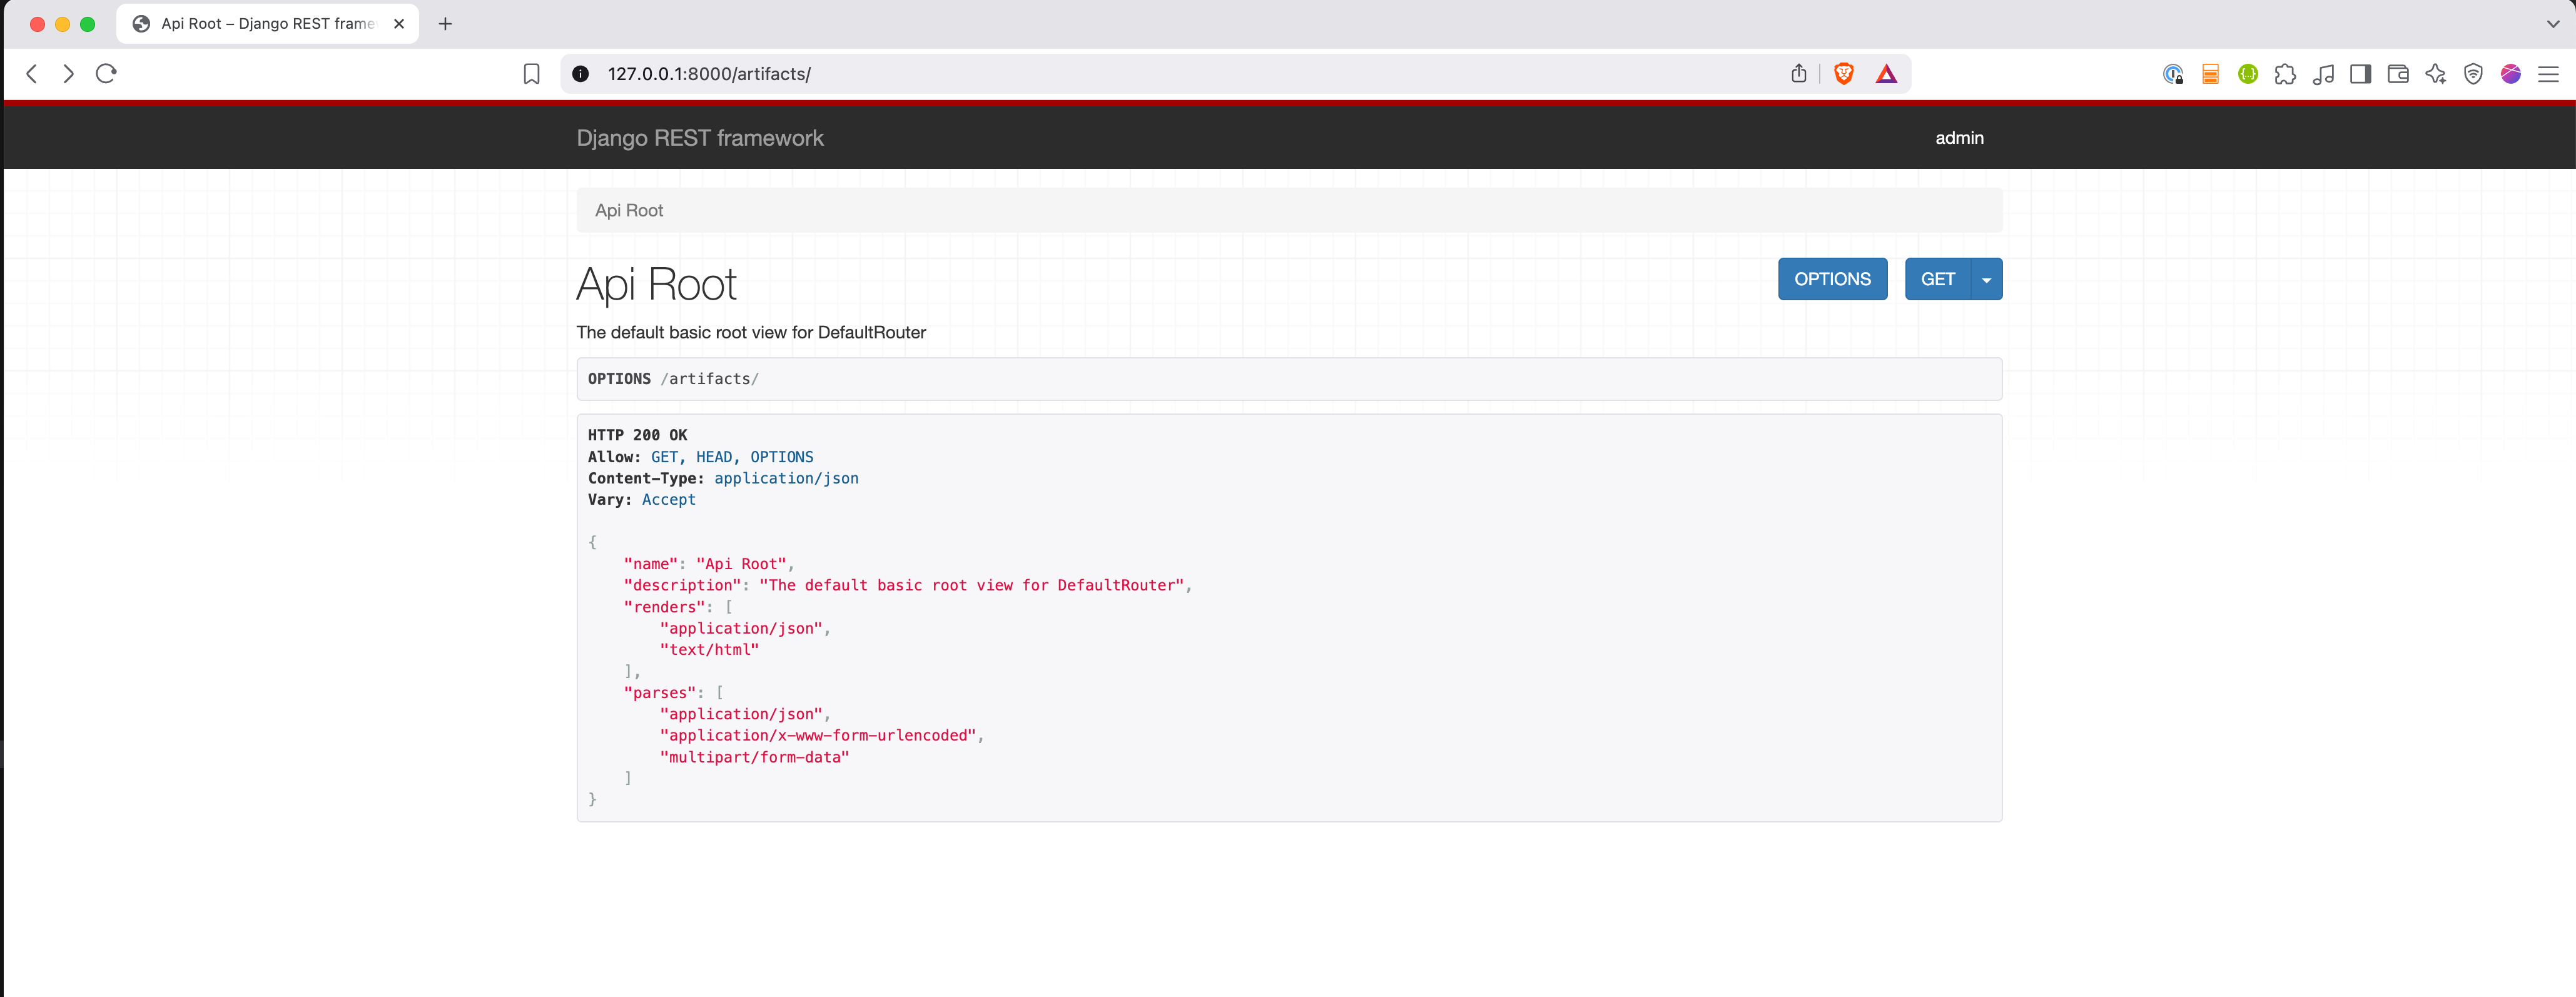 Api Root – Django REST frame
127.0.0.1:8000/artifacts/
Django REST framework
admin
Api Root
Api Root
OPTIONS
GET
The default basic root view for DefaultRouter
OPTIONS /artifacts/
HTTP 200 OK
Allow: GET, HEAD, OPTIONS
Content-Type: application/json
Vary: Accept
{
    "name": "Api Root",
    "description": "The default basic root view for DefaultRouter",
    "renders": [
        "application/json",
        "text/html"
    ],
    "parses": [
        "application/json",
        "application/x-www-form-urlencoded",
        "multipart/form-data"
    ]
}